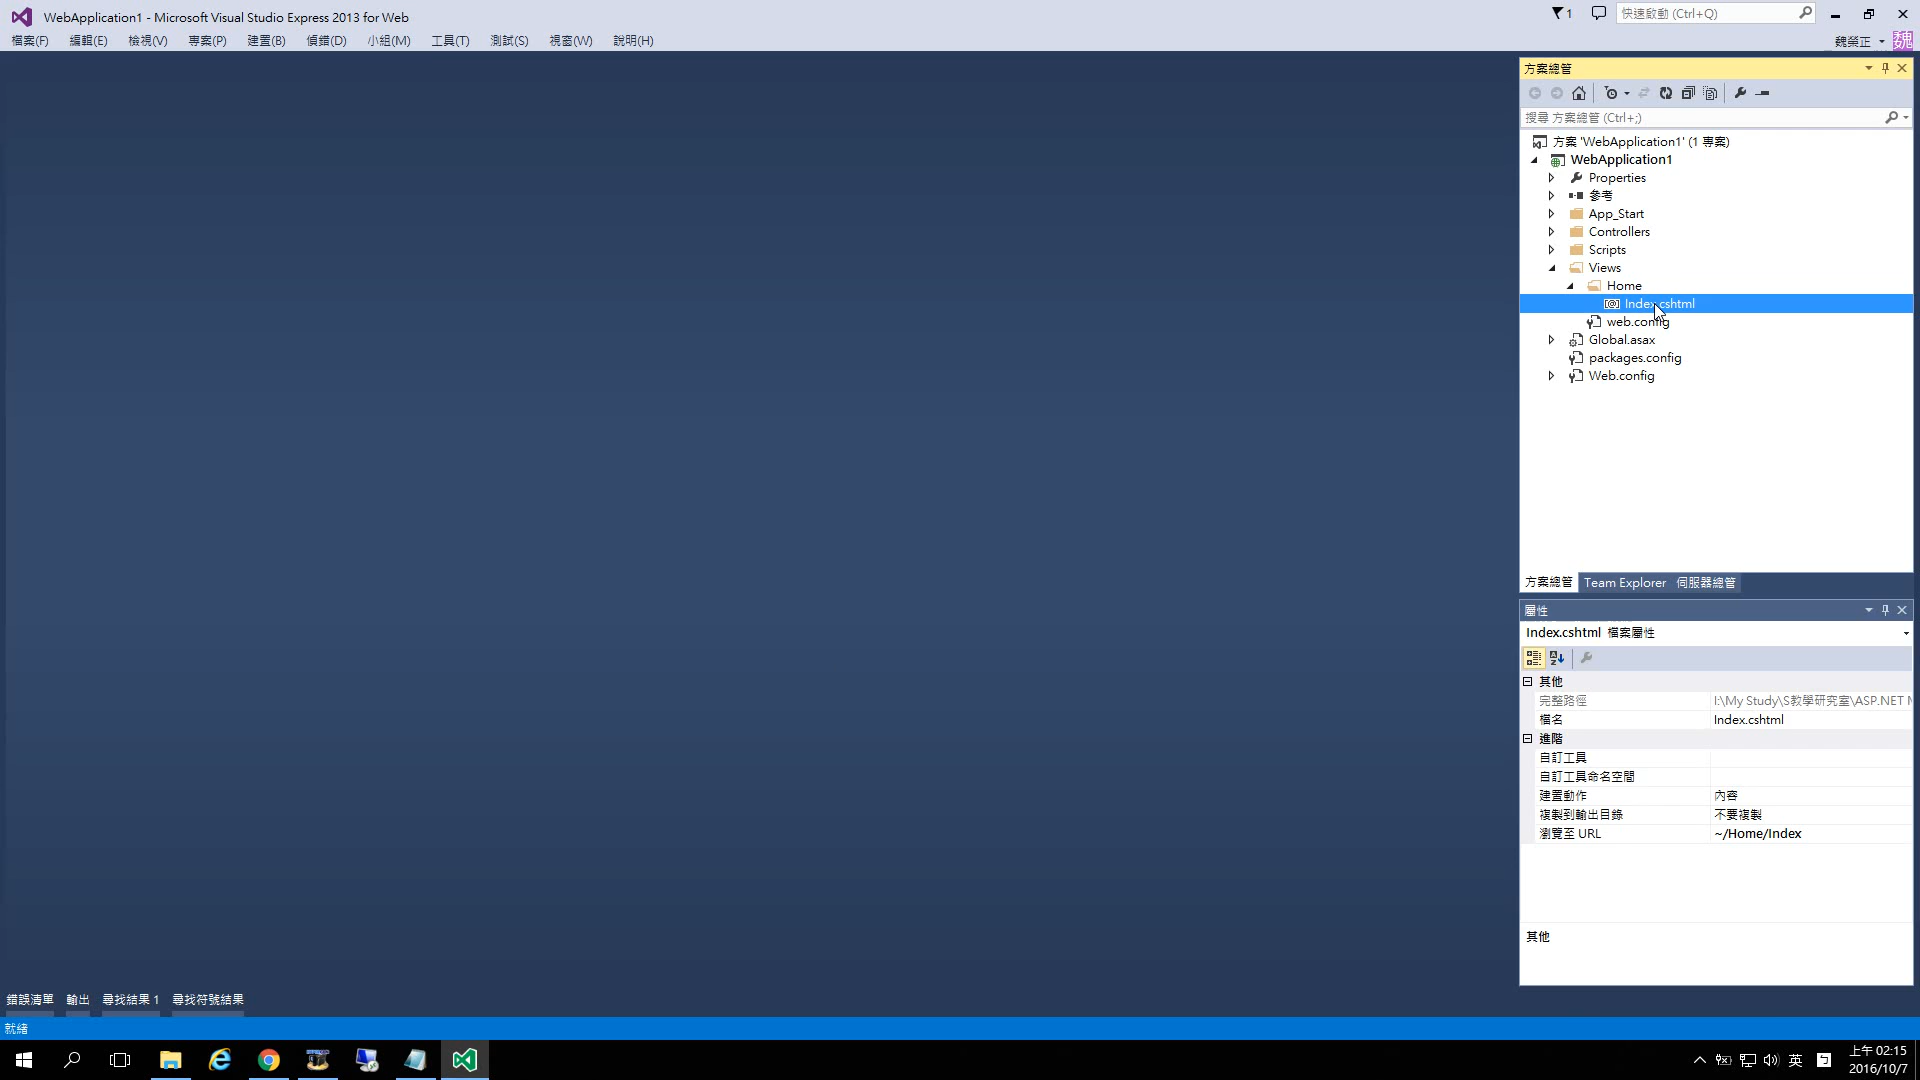 WebApplication1 - Microsoft Visual Studio Express 2013 for Web
1
快速啟動 (Ctrl+Q)
檔案(F) 編輯(E) 檢視(V) 專案(P) 建置(B) 偵錯(D) 小組(M) 工具(T) 測試(S) 視窗(W) 說明(H)
魏榮正 魏
方案總管
搜尋 方案總管 (Ctrl+;)
方案 'WebApplication1' (1 專案)
WebApplication1
Properties
參考
App_Start
Controllers
Scripts
Views
Home
Index.cshtml
web.config
Global.asax
packages.config
Web.config
方案總管 Team Explorer 伺服器總管
屬性
Index.cshtml 檔案屬性
其他
完整路徑 I:\My Study\S教學研究室\ASP.NET
檔名 Index.cshtml
進階
自訂工具
自訂工具命名空間
建置動作 內容
複製到輸出目錄 不要複製
瀏覽至 URL ~/Home/Index
其他
錯誤清單 輸出 尋找結果 1 尋找符號結果
就緒
英 ㄅ
上午 02:15
2016/10/7